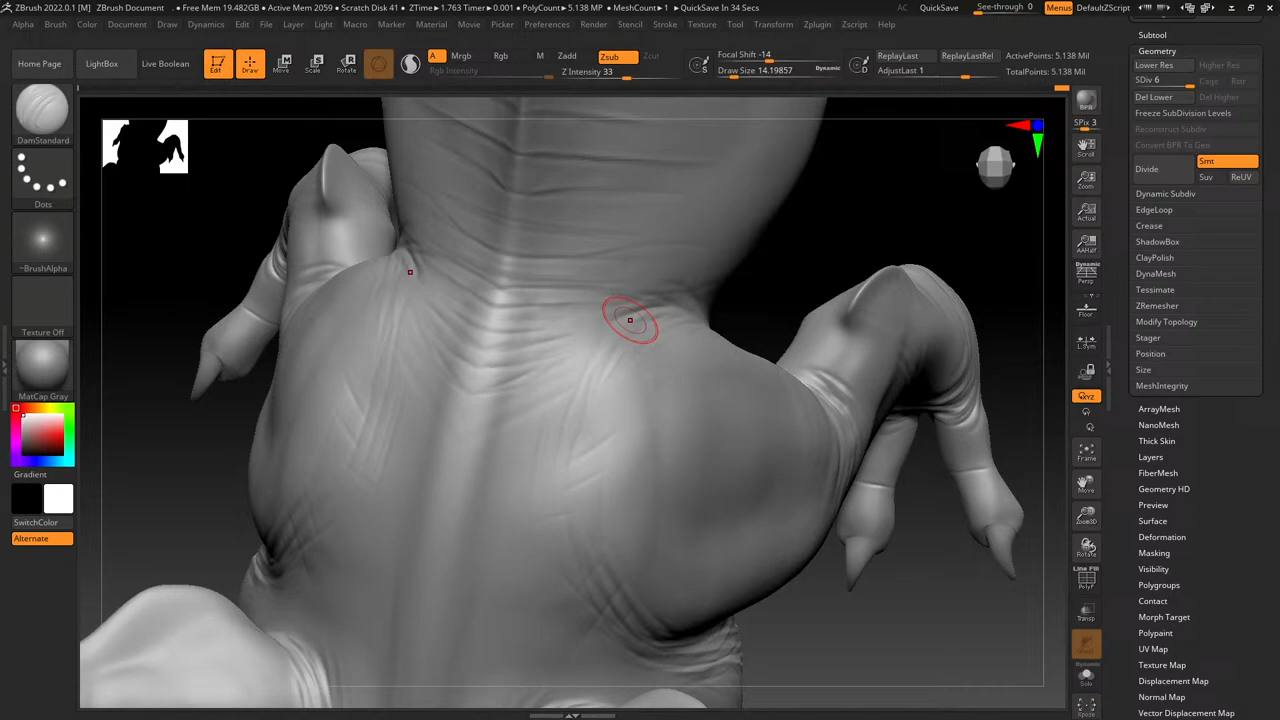 ZBrush 2022.0.1 [M] ZBrush Document . ● Free Mem 19.482GB ● Active Mem 2059 ● Scratch Disk 41 ● ZTime ▸ 1.763 Timer ▸ 0.001 ● PolyCount ▸ 5.138 MP ● MeshCount ▸ 1 ● QuickSave In 34 Secs AC QuickSave See-through 0 Menus DefaultZScript
Alpha Brush Color Document Draw Dynamics Edit File Layer Light Macro Marker Material Movie Picker Preferences Render Stencil Stroke Texture Tool Transform Zplugin Zscript Help
Home Page LightBox Live Boolean Edit Draw Move Scale Rotate
A Mrgb Rgb M Zadd Zsub Zcut
Rgb Intensity Z Intensity 33
Focal Shift -14
Draw Size 14.19857 Dynamic
S D
ReplayLast ReplayLastRel
AdjustLast 1
ActivePoints: 5.138 Mil
TotalPoints: 5.138 Mil
DamStandard
Dots
~BrushAlpha
Texture Off
MatCap Gray
Gradient
SwitchColor
Alternate
BPR
SPix 3
Scroll
Zoom
Actual
AAHalf
Dynamic
Persp
Floor
L.Sym
XYZ
Frame
Move
Zoom3D
Rotate
Line Fill
PolyF
Transp
Dynamic
Solo
Xpose
Subtool
Geometry
Lower Res Higher Res
SDiv 6 Cage Rstr
Del Lower Del Higher
Freeze SubDivision Levels
Reconstruct Subdiv
Convert BPR To Geo
Divide Smt
Suv ReUV
Dynamic Subdiv
EdgeLoop
Crease
ShadowBox
ClayPolish
DynaMesh
Tessimate
ZRemesher
Modify Topology
Stager
Position
Size
MeshIntegrity
ArrayMesh
NanoMesh
Thick Skin
Layers
FiberMesh
Geometry HD
Preview
Surface
Deformation
Masking
Visibility
Polygroups
Contact
Morph Target
Polypaint
UV Map
Texture Map
Displacement Map
Normal Map
Vector Displacement Map